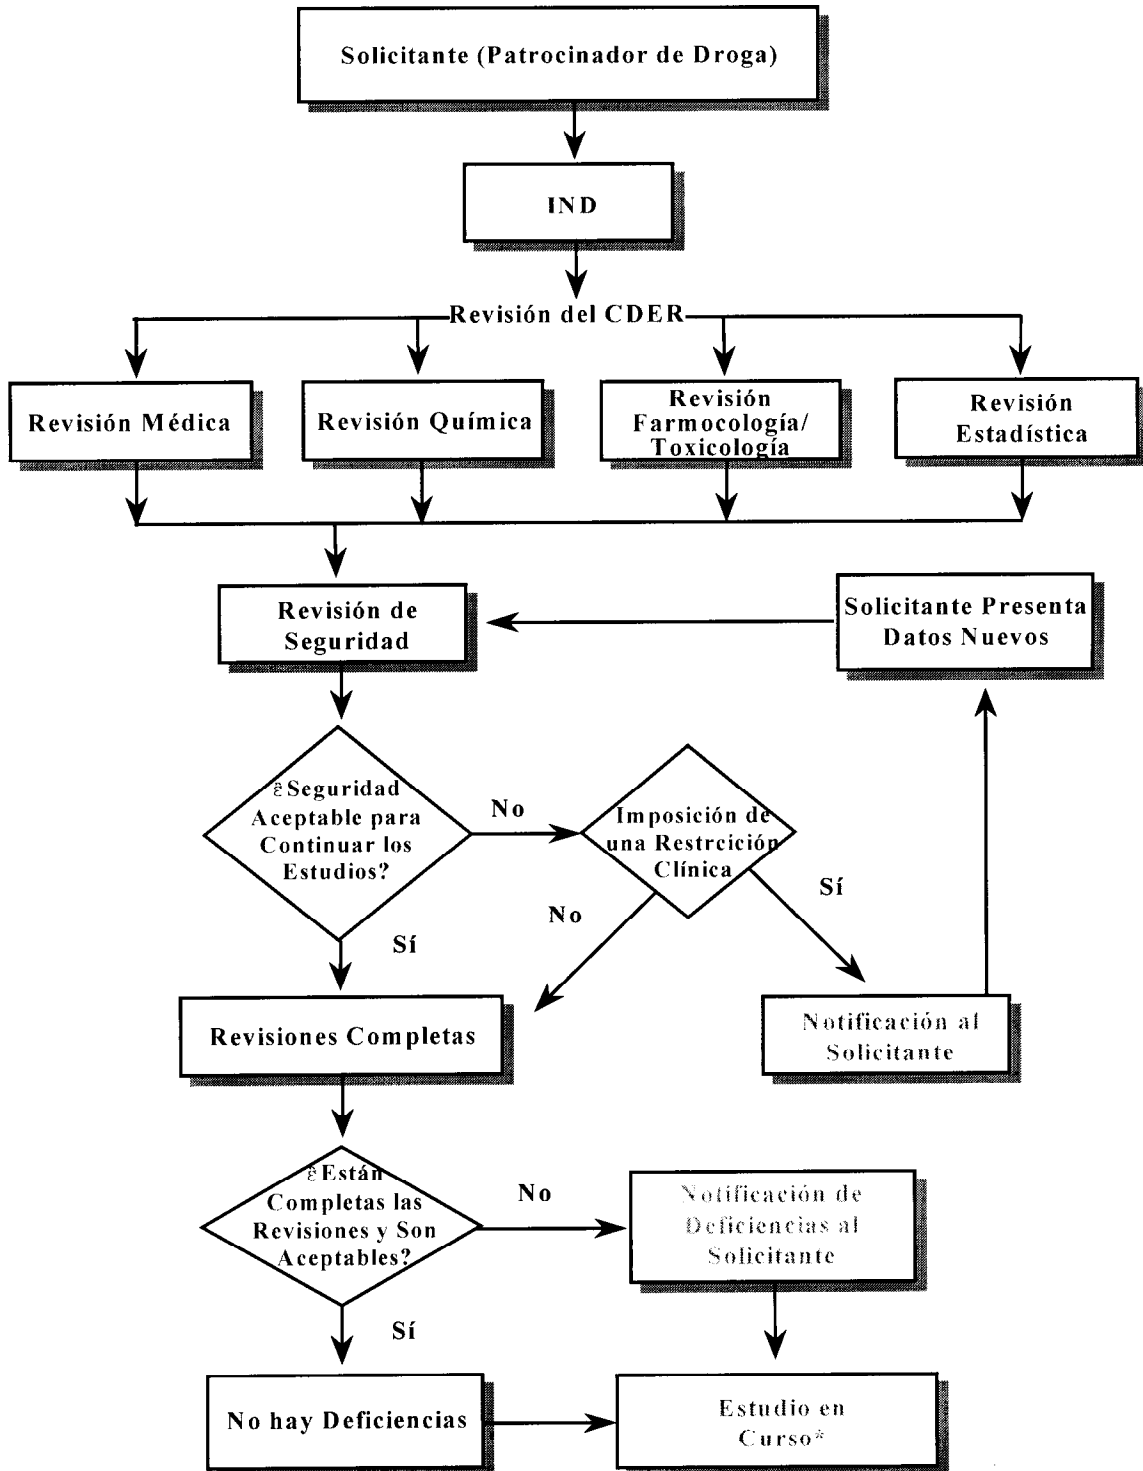 Solicitante (Patrocinador de Droga)
IND
Revisión del CDER
Revisión Médica
Revisión Química
Revisión
Farmocología/
Toxicología
Revisión
Estadística
Revisión de
Seguridad
Solicitante Presenta
Datos Nuevos
êSeguridad
Aceptable para
Continuar los
Estudios?
No
Imposición de
una Restrcición
Clínica
No
Sí
Sí
Revisiones Completas
Notificación al
Solicitante
êEstán
Completas las
Revisiones y Son
Aceptables?
No
Notificación de
Deficiencias al
Solicitante
Sí
No hay Deficiencias
Estudio en
Curso*